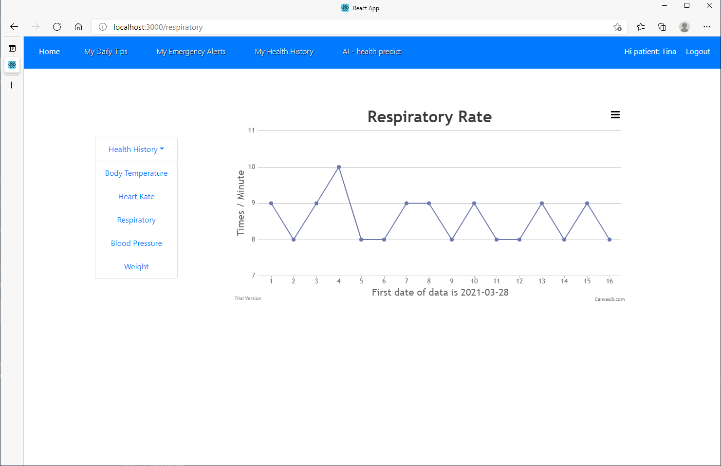 React App
localhost:3000/respiratory
Home My Daily Tips My Emergency Alerts My Health History AI - health predict Hi patient: Tina Logout
Respiratory Rate
Health History
Body Temperature
Heart Rate
Respiratory
Blood Pressure
Weight
Times / Minute
11
10
9
8
7
1 2 3 4 5 6 7 8 9 10 11 12 13 14 15 16
First date of data is 2021-03-28
Trial Version
CanvasJS.com